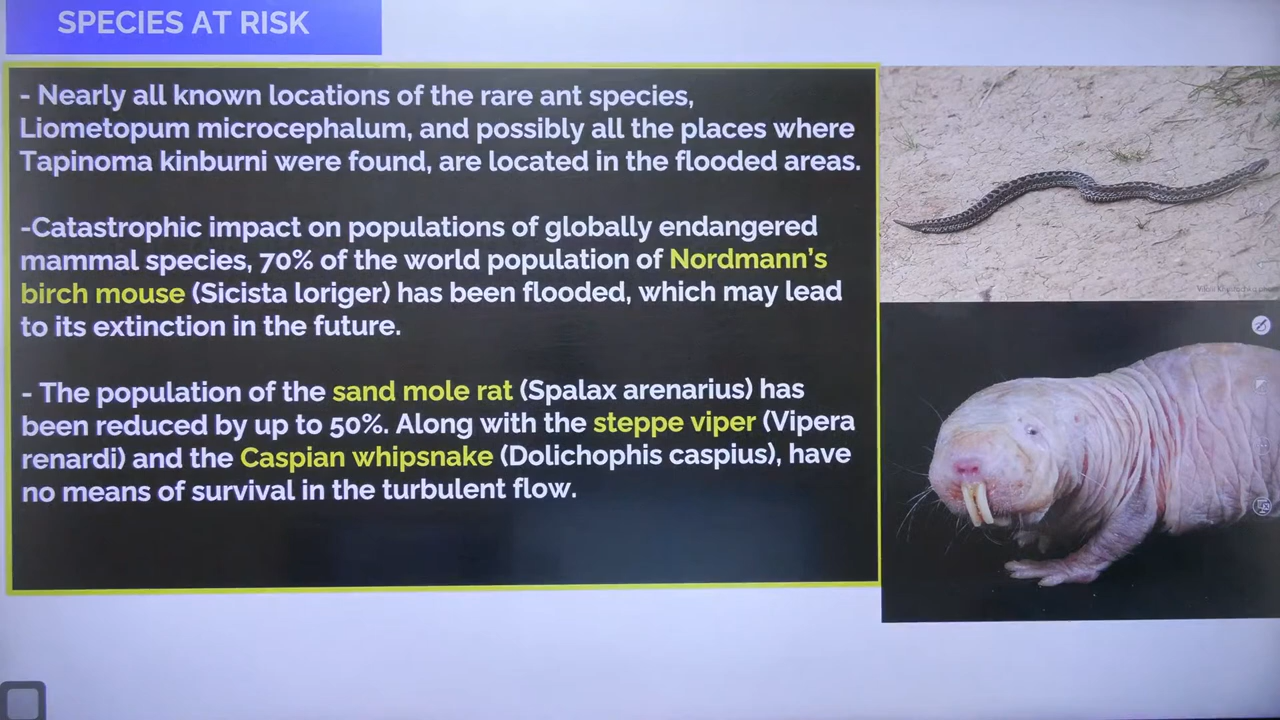 SPECIES AT RISK
- Nearly all known locations of the rare ant species,
Liometopum microcephalum, and possibly all the places where
Tapinoma kinburni were found, are located in the flooded areas.
-Catastrophic impact on populations of globally endangered
mammal species, 70% of the world population of Nordmann's
birch mouse (Sicista loriger) has been flooded, which may lead
to its extinction in the future.
- The population of the sand mole rat (Spalax arenarius) has
been reduced by up to 50%. Along with the steppe viper (Vipera
renardi) and the Caspian whipsnake (Dolichophis caspius), have
no means of survival in the turbulent flow.